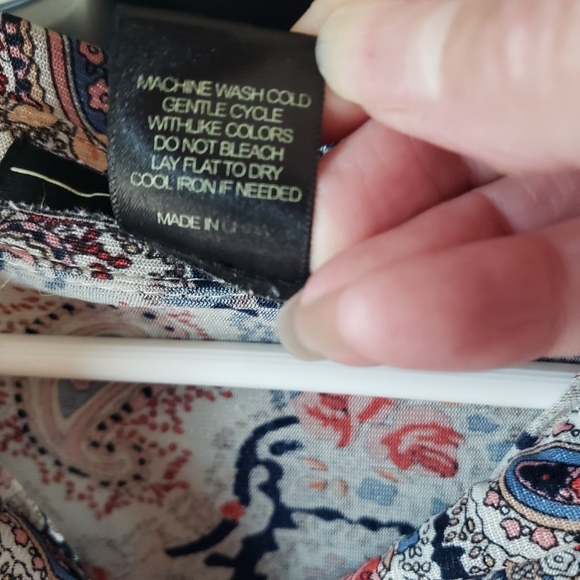 MACHINE WASH COLD
GENTLE CYCLE
WITH LIKE COLORS
DO NOT BLEACH
LAY FLAT TO DRY
COOL IRON IF NEEDED
MADE IN